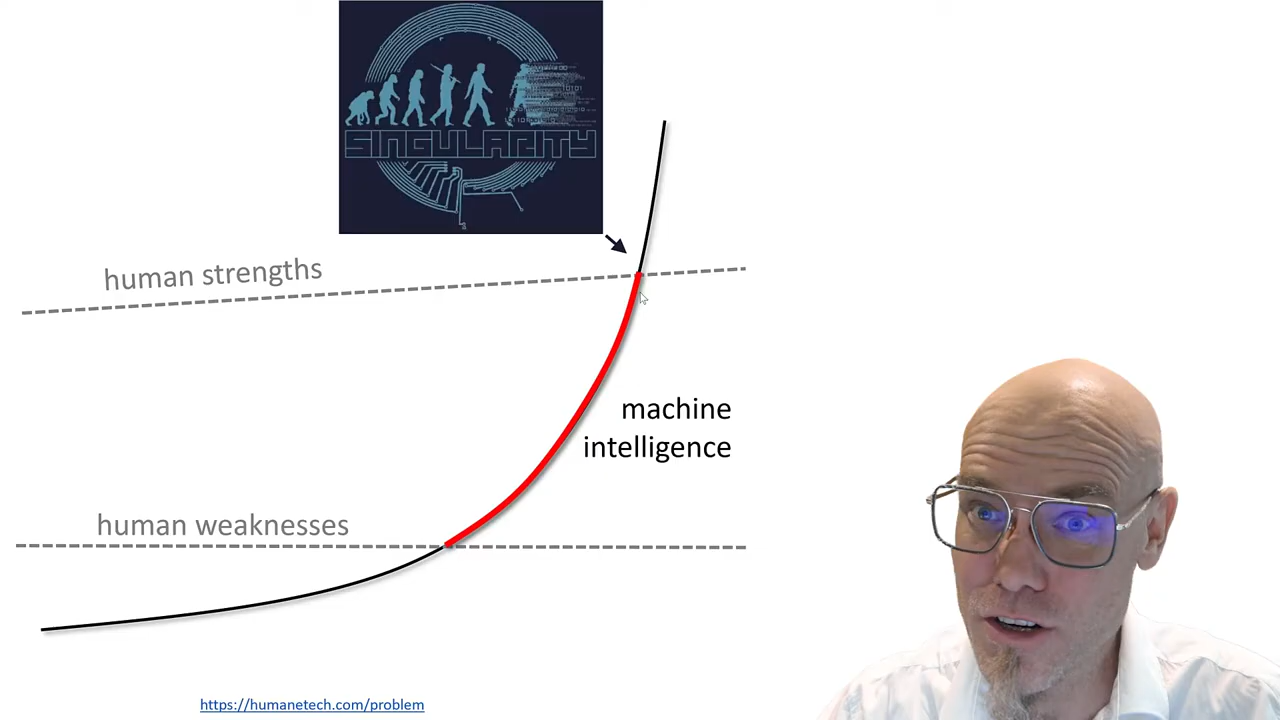 SINGULARITY
human strengths
machine
intelligence
human weaknesses
https://humanetech.com/problem